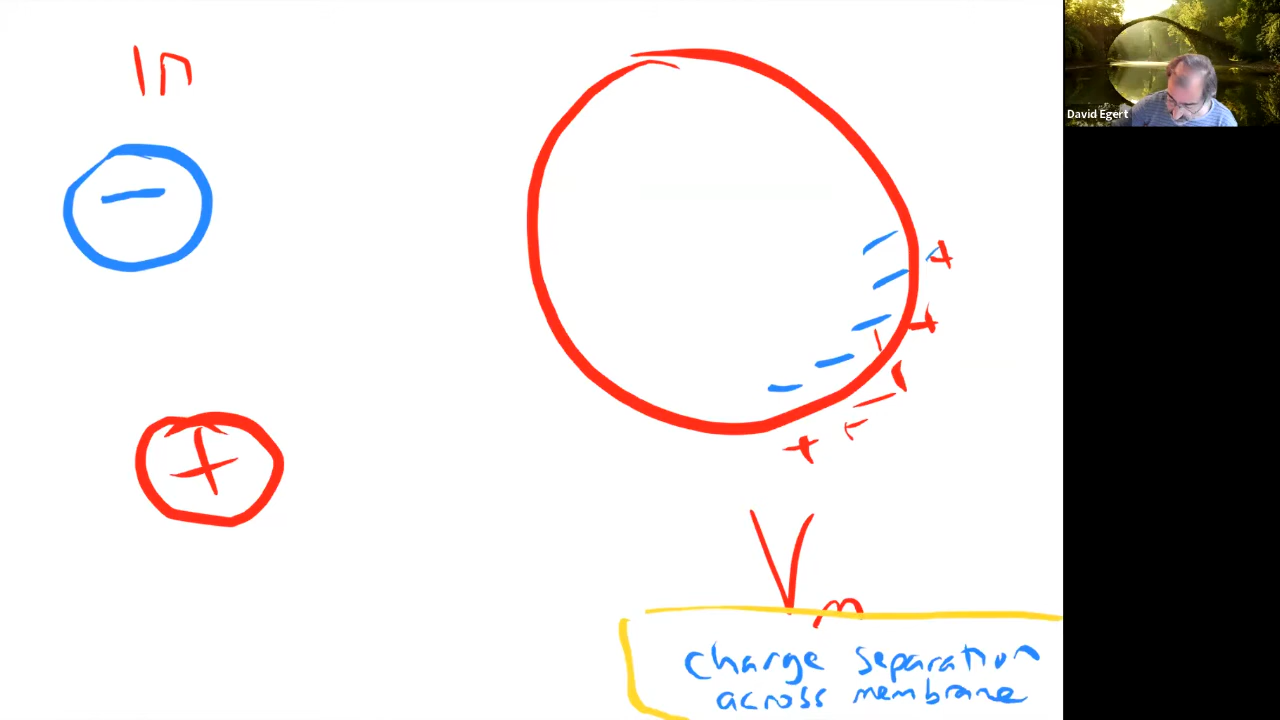 In
−
+
Vm
charge separation
across membrane
David Egert